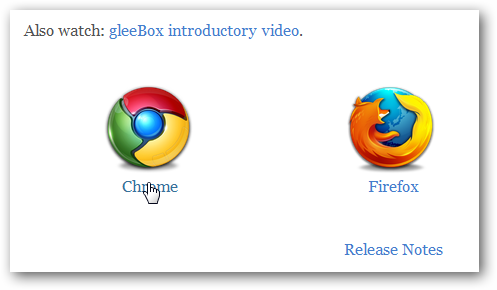 Also watch: gleeBox introductory video.
Chrome Firefox
Release Notes